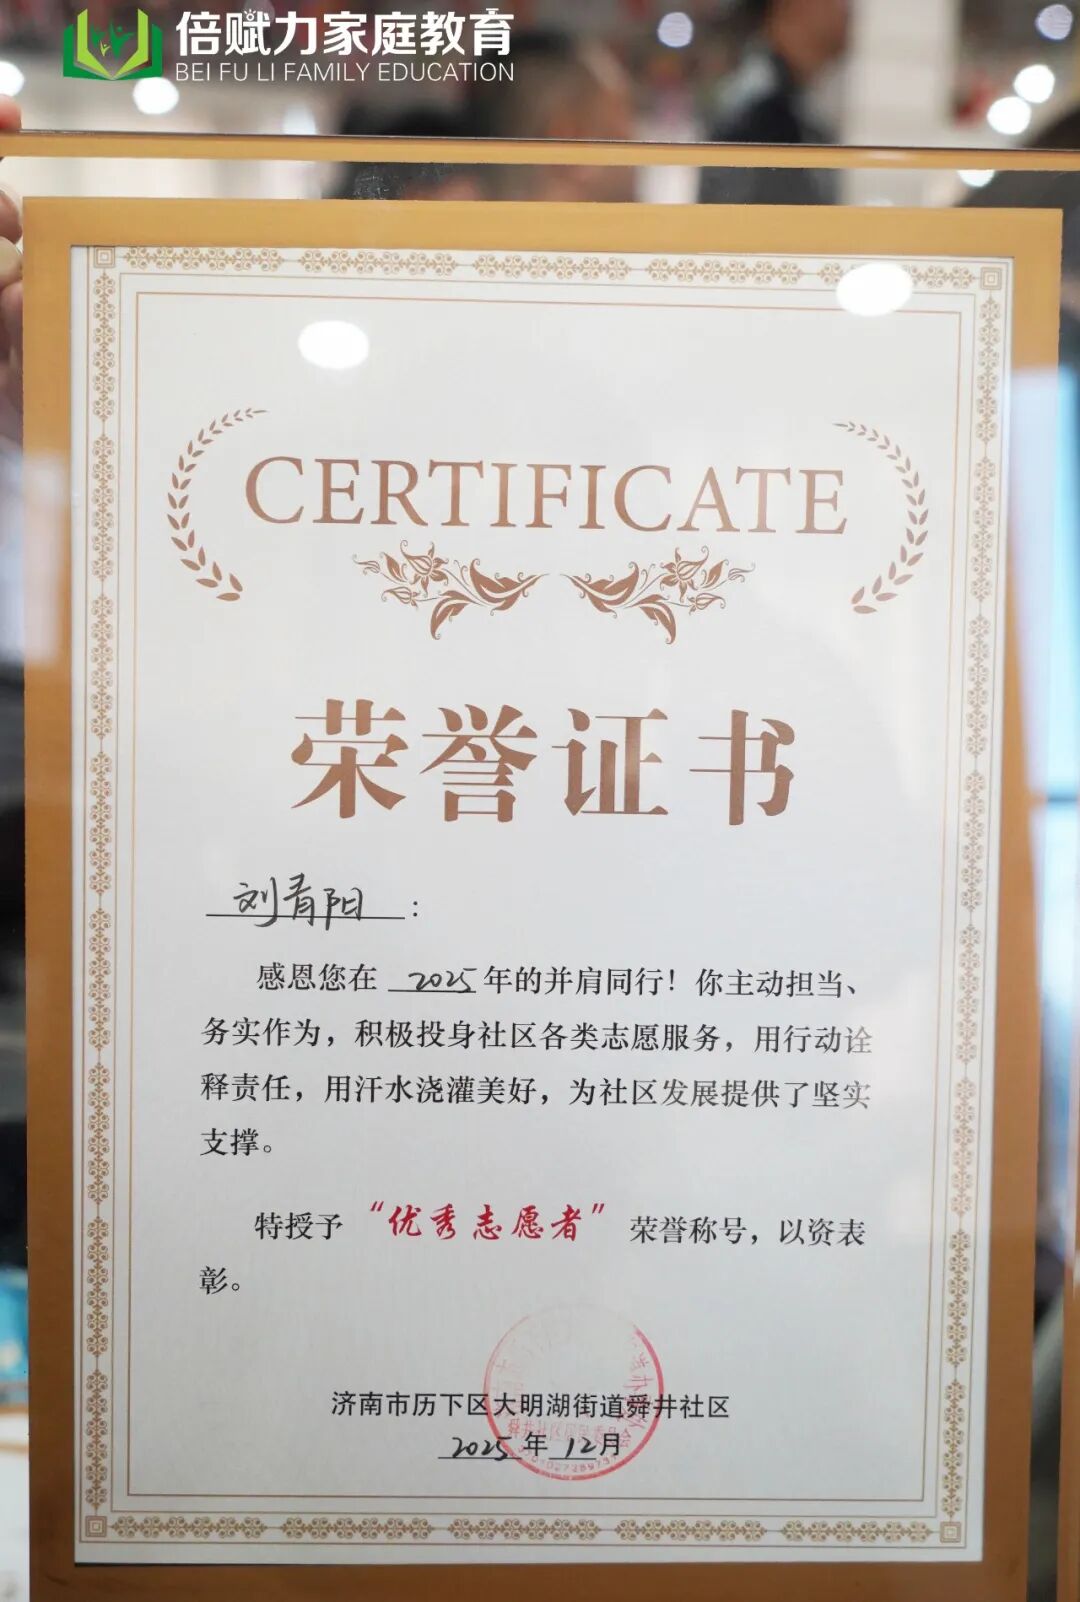 倍赋力家庭教育
BEI FU LI FAMILY EDUCATION
CERTIFICATE
荣誉证书
刘青阳：
感恩您在 2025 年的并肩同行！你主动担当、
务实作为，积极投身社区各类志愿服务，用行动诠
释责任，用汗水浇灌美好，为社区发展提供了坚实
支撑。
特授予“优秀志愿者”荣誉称号，以资表
彰。
济南市历下区大明湖街道舜井社区
2025 年 12 月